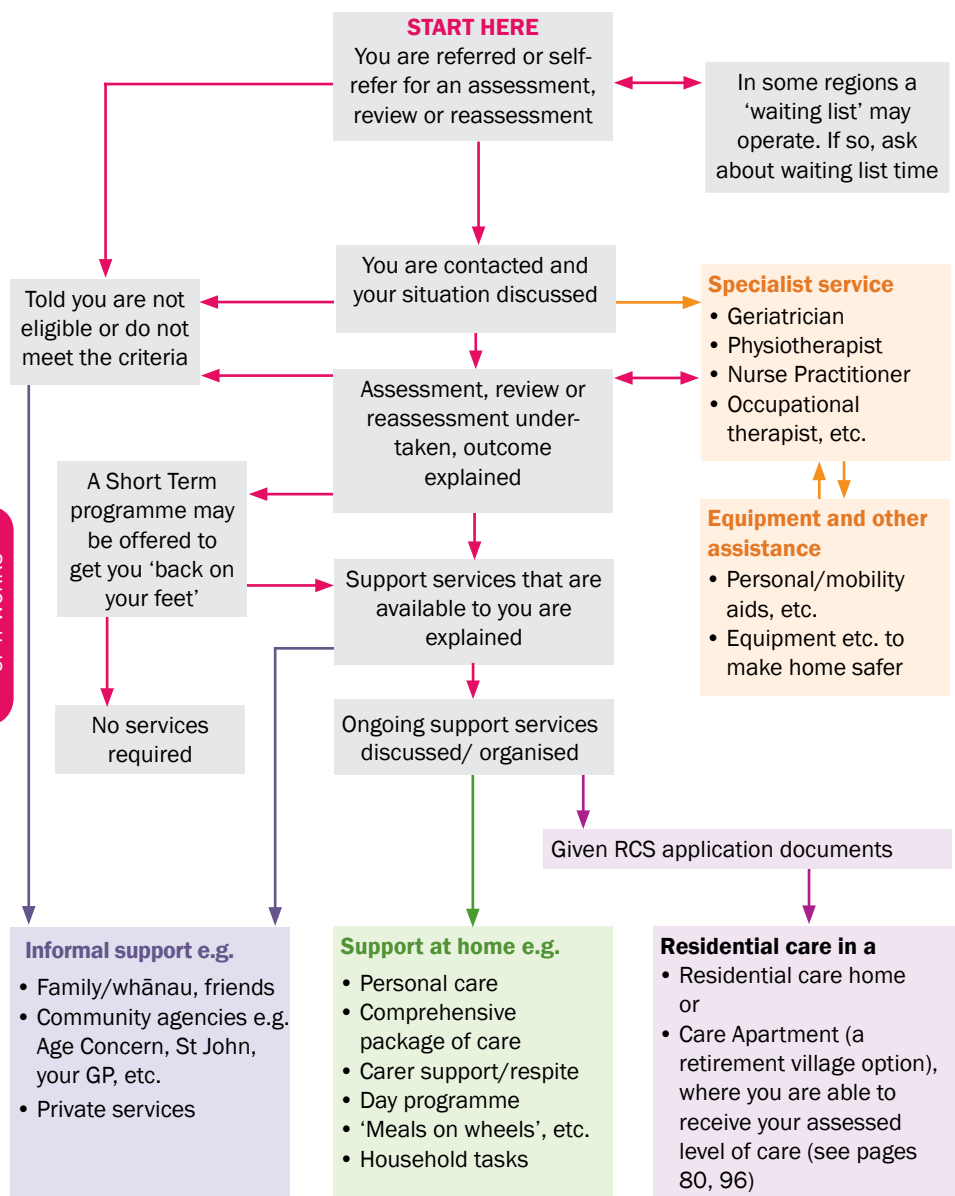 START HERE
You are referred or self-
refer for an assessment,
review or reassessment
In some regions a
‘waiting list’ may
operate. If so, ask
about waiting list time
You are contacted and
your situation discussed
Told you are not
eligible or do not
meet the criteria
Specialist service
• Geriatrician
• Physiotherapist
• Nurse Practitioner
• Occupational
therapist, etc.
Assessment, review or
reassessment under-
taken, outcome
explained
A Short Term
programme may
be offered to
get you ‘back on
your feet’
Equipment and other
assistance
• Personal/mobility
aids, etc.
• Equipment etc. to
make home safer
Support services that are
available to you are
explained
No services
required
Ongoing support services
discussed/ organised
Given RCS application documents
Informal support e.g.
• Family/whānau, friends
• Community agencies e.g.
Age Concern, St John,
your GP, etc.
• Private services
Support at home e.g.
• Personal care
• Comprehensive
package of care
• Carer support/respite
• Day programme
• ‘Meals on wheels’, etc.
• Household tasks
Residential care in a
• Residential care home
or
• Care Apartment (a
retirement village option),
where you are able to
receive your assessed
level of care (see pages
80, 96)